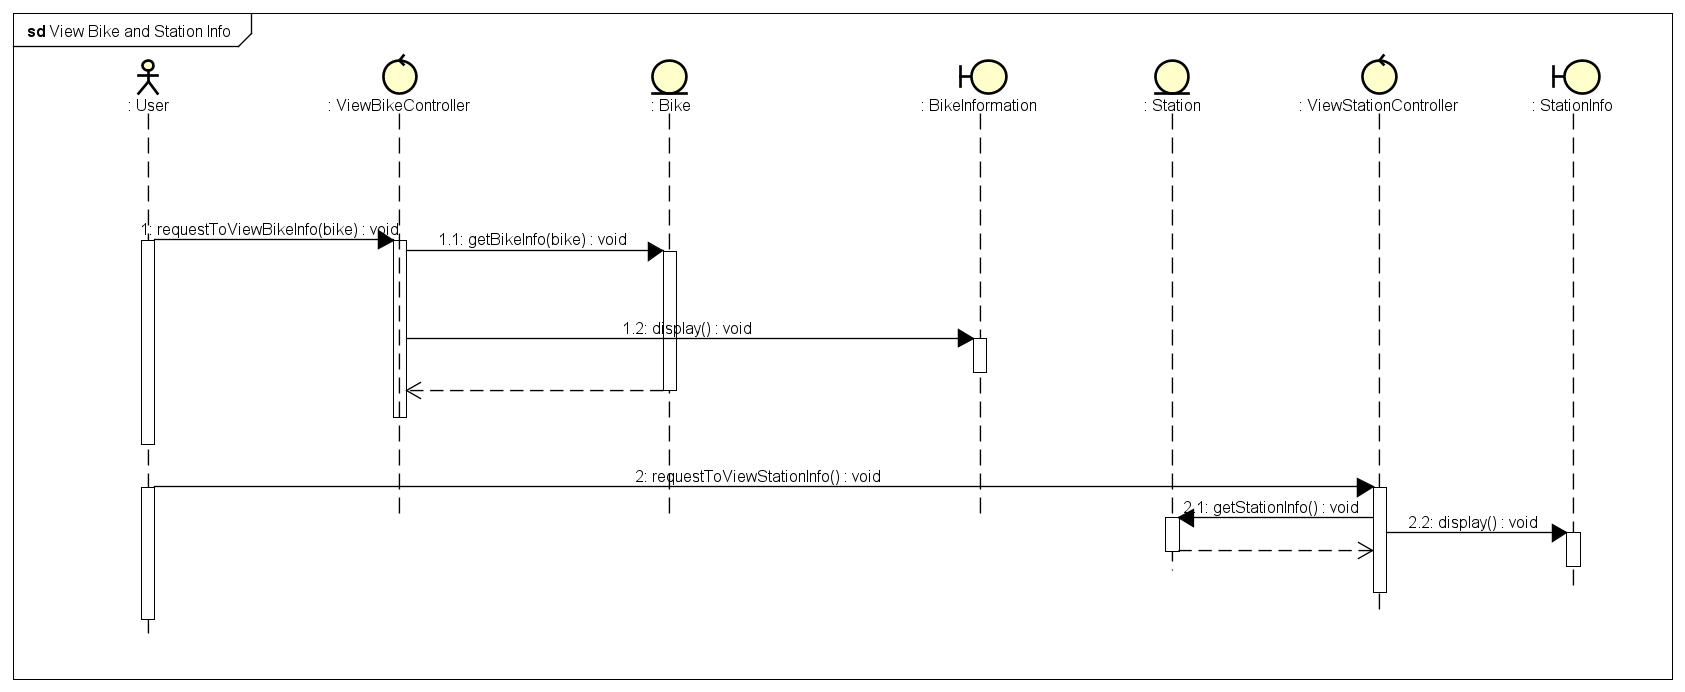 sd View Bike and Station Info
: User
: ViewBikeController
: Bike
: BikeInformation
: Station
: ViewStationController
: StationInfo
1: requestToViewBikeInfo(bike) : void
1.1: getBikeInfo(bike) : void
1.2: display() : void
2: requestToViewStationInfo() : void
2.1: getStationInfo() : void
2.2: display() : void